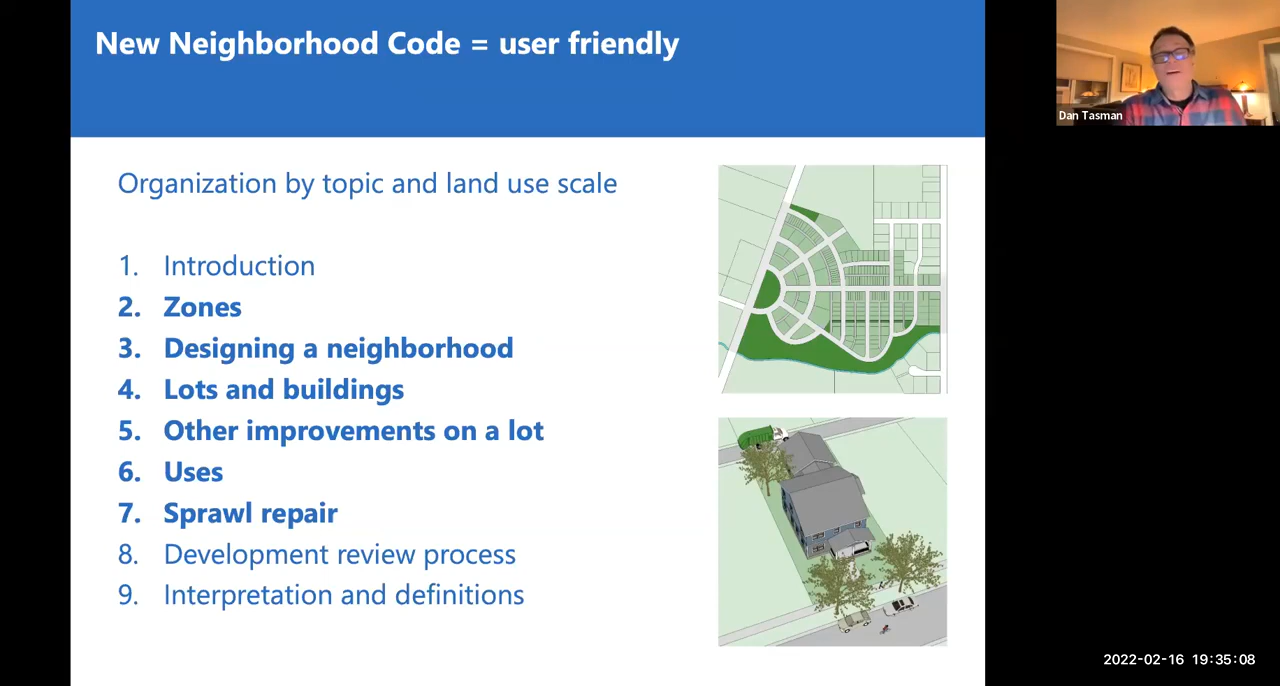 New Neighborhood Code = user friendly
Organization by topic and land use scale
1. Introduction
2. Zones
3. Designing a neighborhood
4. Lots and buildings
5. Other improvements on a lot
6. Uses
7. Sprawl repair
8. Development review process
9. Interpretation and definitions
Dan Tasman
2022-02-16 19:35:08